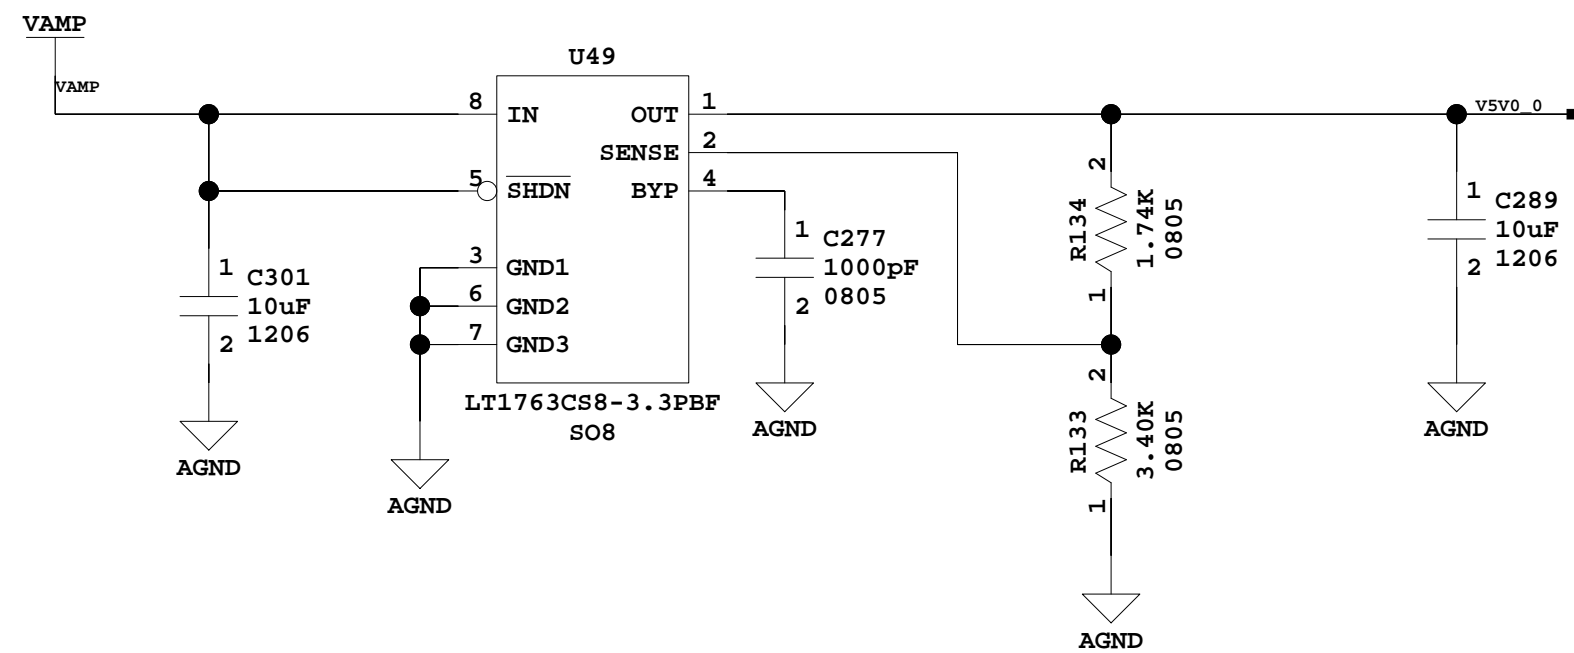 VAMP
VAMP
U49
8
IN
OUT
1
V5V0_0
SENSE
2
5
SHDN
BYP
4
3
GND1
6
GND2
7
GND3
LT1763CS8-3.3PBF
SO8
1
C301
10uF
1206
2
AGND
AGND
1
C277
1000pF
0805
2
AGND
2
R134
1.74K
0805
1
2
R133
3.40K
0805
1
AGND
1
C289
10uF
1206
2
AGND